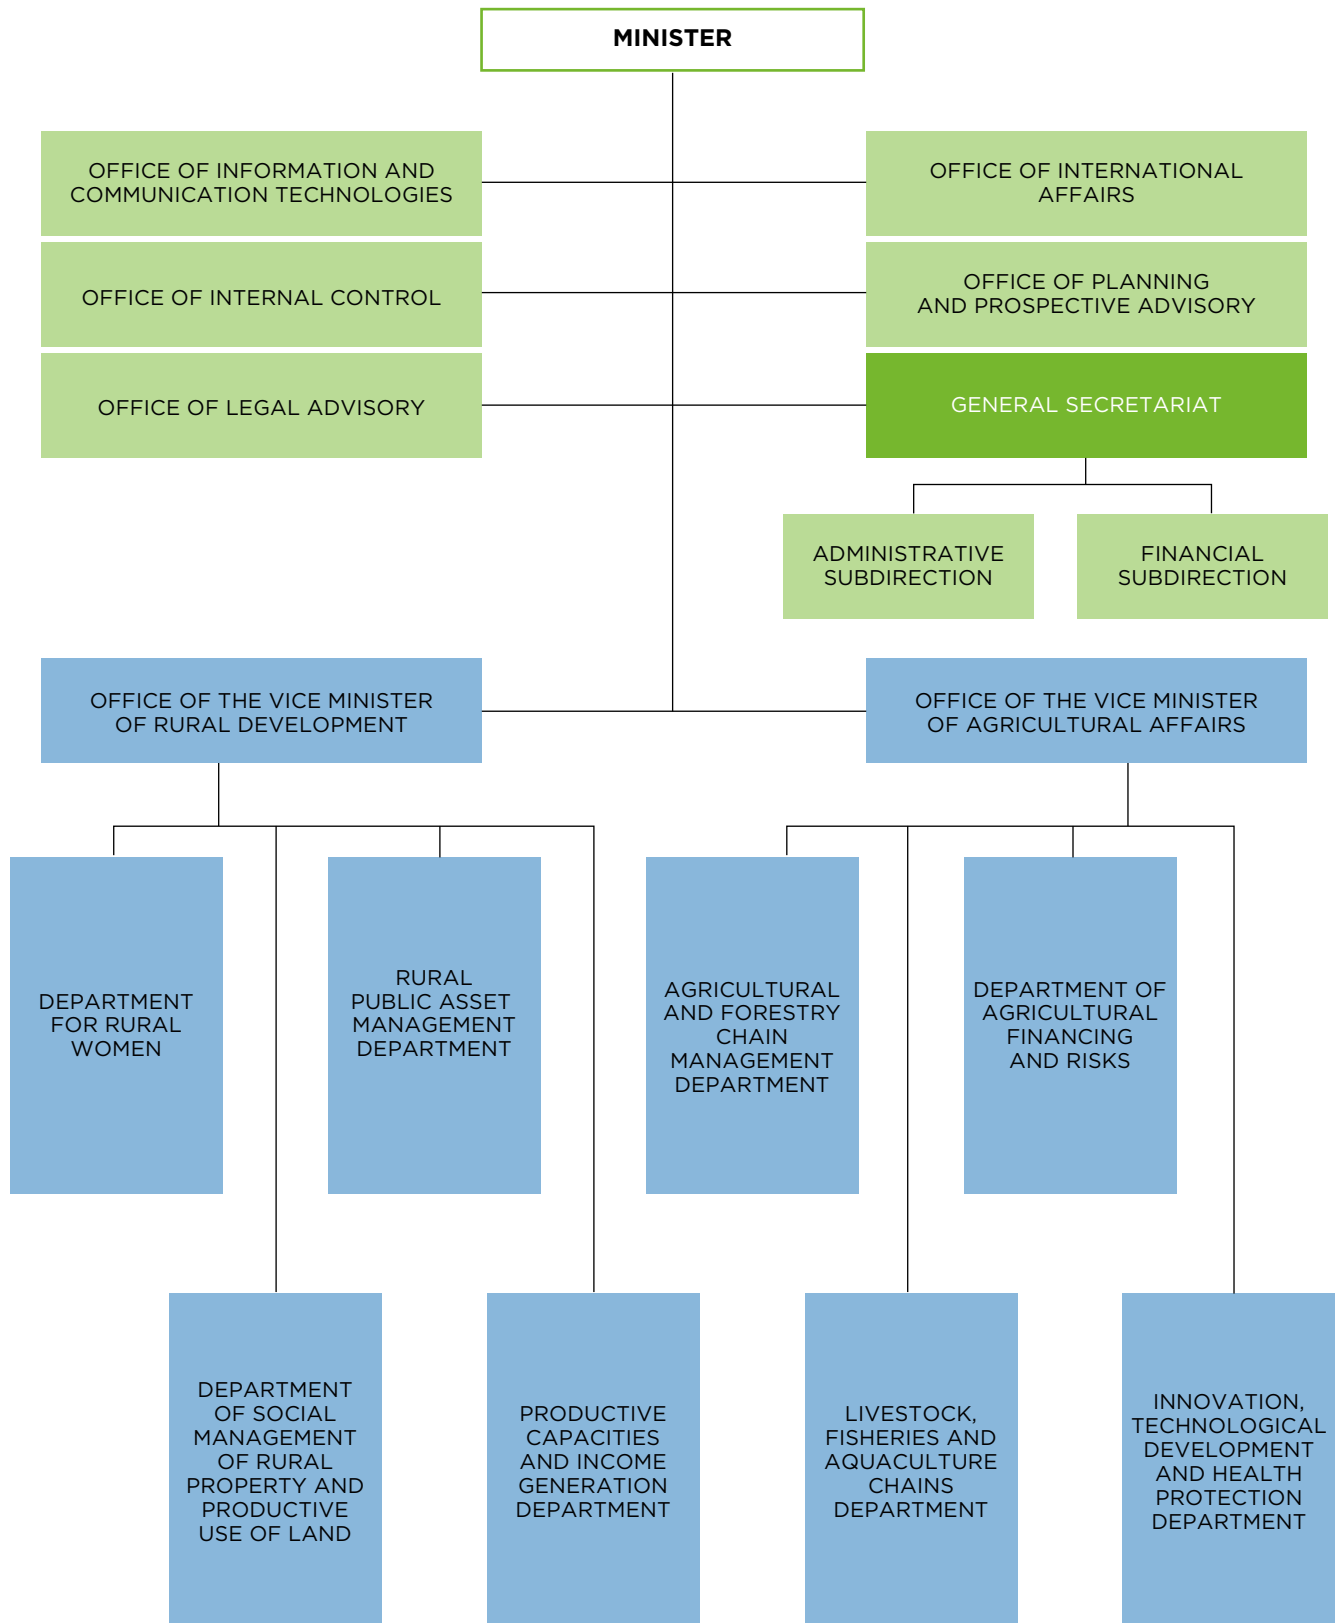 MINISTER
OFFICE OF INFORMATION AND
COMMUNICATION TECHNOLOGIES
OFFICE OF INTERNATIONAL
AFFAIRS
OFFICE OF INTERNAL CONTROL
OFFICE OF PLANNING
AND PROSPECTIVE ADVISORY
OFFICE OF LEGAL ADVISORY
GENERAL SECRETARIAT
ADMINISTRATIVE
SUBDIRECTION
FINANCIAL
SUBDIRECTION
OFFICE OF THE VICE MINISTER
OF RURAL DEVELOPMENT
OFFICE OF THE VICE MINISTER
OF AGRICULTURAL AFFAIRS
DEPARTMENT
FOR RURAL
WOMEN
RURAL
PUBLIC ASSET
MANAGEMENT
DEPARTMENT
AGRICULTURAL
AND FORESTRY
CHAIN
MANAGEMENT
DEPARTMENT
DEPARTMENT OF
AGRICULTURAL
FINANCING
AND RISKS
DEPARTMENT
OF SOCIAL
MANAGEMENT
OF RURAL
PROPERTY AND
PRODUCTIVE
USE OF LAND
PRODUCTIVE
CAPACITIES
AND INCOME
GENERATION
DEPARTMENT
LIVESTOCK,
FISHERIES AND
AQUACULTURE
CHAINS
DEPARTMENT
INNOVATION,
TECHNOLOGICAL
DEVELOPMENT
AND HEALTH
PROTECTION
DEPARTMENT